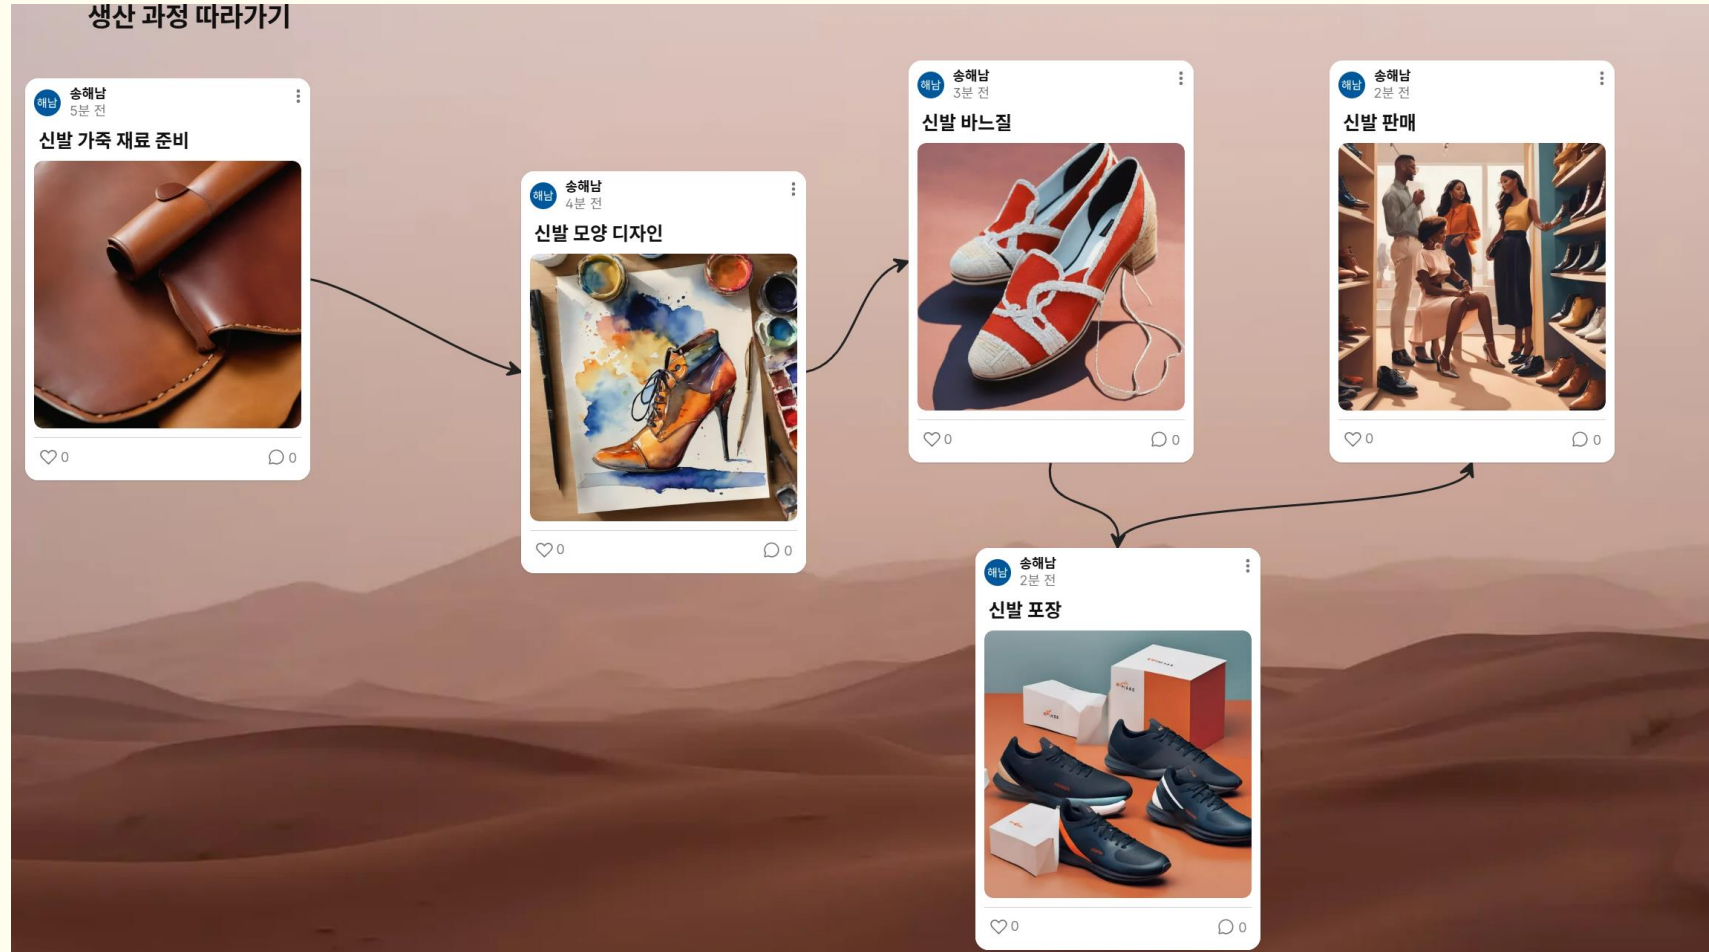 생산 과정 따라가기
해남
송해남
5분 전
신발 가죽 재료 준비
0
0
해남
송해남
4분 전
신발 모양 디자인
0
0
해남
송해남
3분 전
신발 바느질
0
0
해남
송해남
2분 전
신발 포장
0
0
해남
송해남
2분 전
신발 판매
0
0